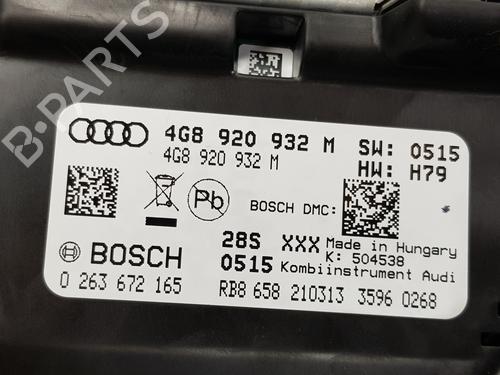 B-PARTS
4G8 920 932 M SW: 0515
4G8 920 932 M HW: H79
Pb BOSCH DMC:
BOSCH 28S XXX Made in Hungary
0515 K: 504538
Kombiinstrument Audi
0 263 672 165 RB8 658 210313 3596 0268